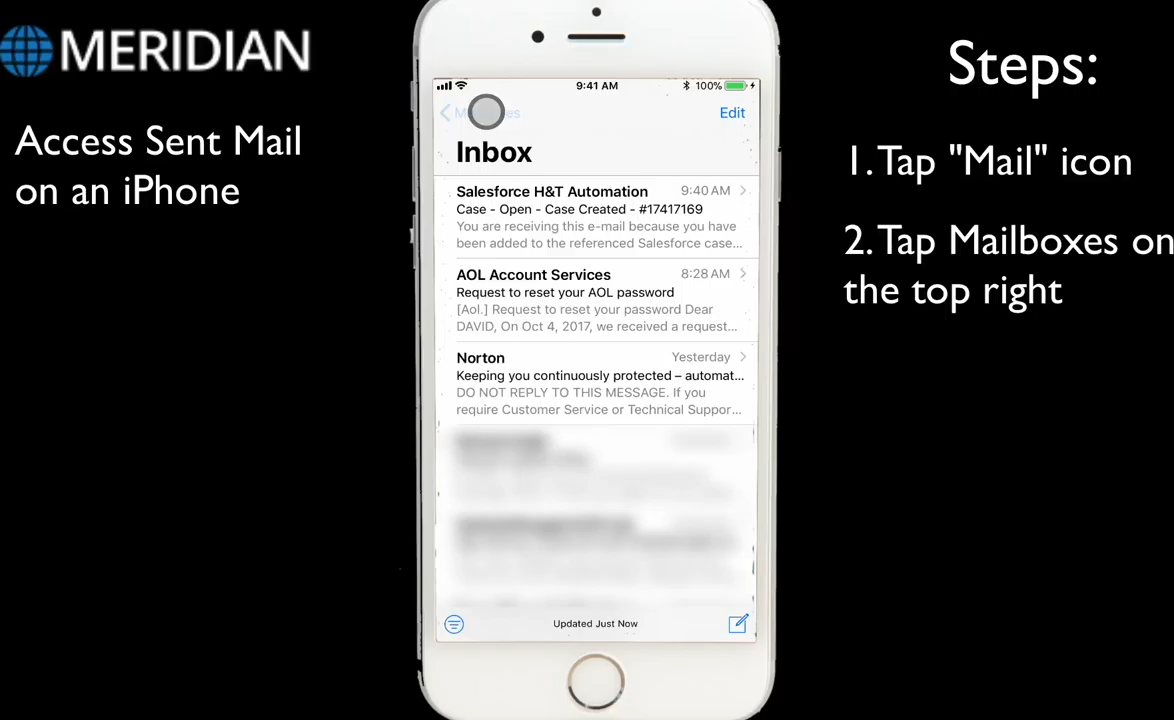 MERIDIAN
Access Sent Mail
on an iPhone
9:41 AM
100%
Edit
Inbox
Salesforce H&T Automation
9:40 AM
Case - Open - Case Created - #17417169
You are receiving this e-mail because you have
been added to the referenced Salesforce case...
AOL Account Services
8:28 AM
Request to reset your AOL password
[Aol.] Request to reset your password Dear
DAVID, On Oct 4, 2017, we received a request...
Norton
Yesterday
Keeping you continuously protected – automat...
DO NOT REPLY TO THIS MESSAGE. If you
require Customer Service or Technical Suppor...
Updated Just Now
Steps:
1. Tap "Mail" icon
2. Tap Mailboxes on
the top right